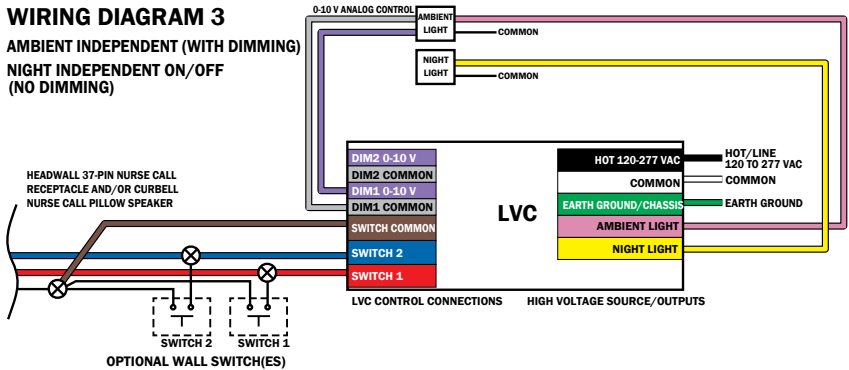 WIRING DIAGRAM 3
AMBIENT INDEPENDENT (WITH DIMMING)
NIGHT INDEPENDENT ON/OFF
(NO DIMMING)
0-10 V ANALOG CONTROL
AMBIENT
LIGHT
COMMON
NIGHT
LIGHT
COMMON
HEADWALL 37-PIN NURSE CALL
RECEPTACLE AND/OR CURBELL
NURSE CALL PILLOW SPEAKER
DIM2 0-10 V
DIM2 COMMON
DIM1 0-10 V
DIM1 COMMON
SWITCH COMMON
SWITCH 2
SWITCH 1
LVC
HOT 120-277 VAC
COMMON
EARTH GROUND/CHASSIS
AMBIENT LIGHT
NIGHT LIGHT
HOT/LINE
120 TO 277 VAC
COMMON
EARTH GROUND
LVC CONTROL CONNECTIONS
HIGH VOLTAGE SOURCE/OUTPUTS
SWITCH 2
SWITCH 1
OPTIONAL WALL SWITCH(ES)